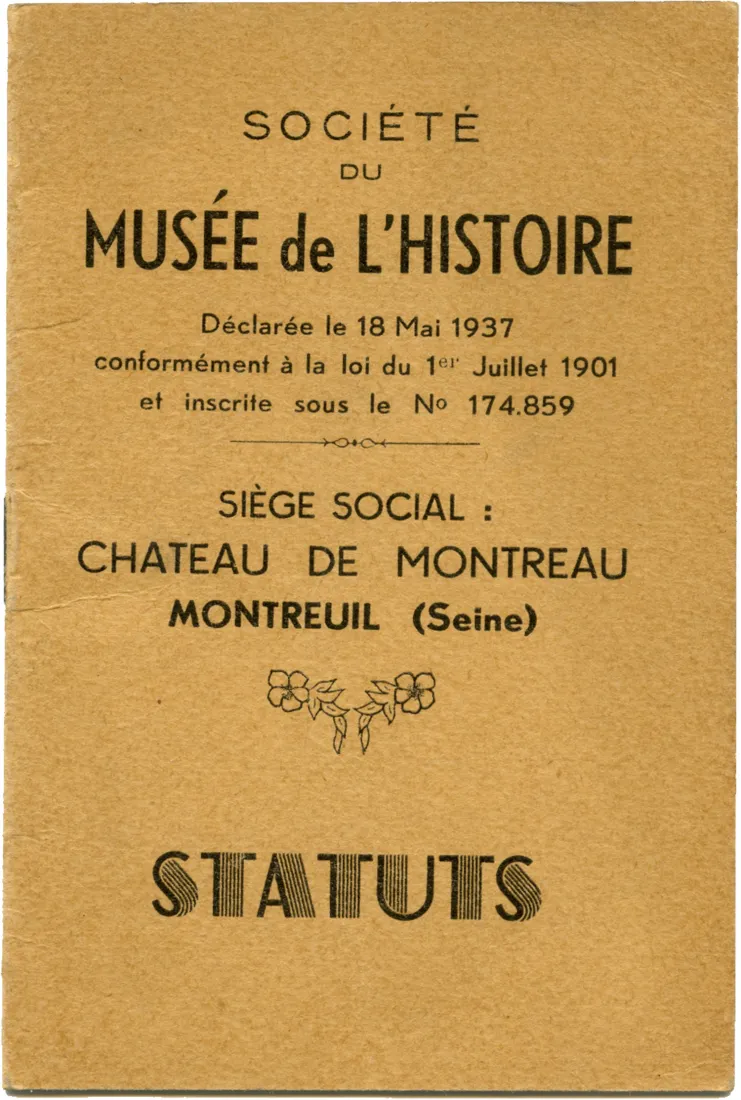 SOCIÉTÉ
DU
MUSÉE de L'HISTOIRE
Déclarée le 18 Mai 1937
conformément à la loi du 1er Juillet 1901
et inscrite sous le No 174.859
SIÈGE SOCIAL :
CHATEAU DE MONTREAU
MONTREUIL (Seine)
STATUTS